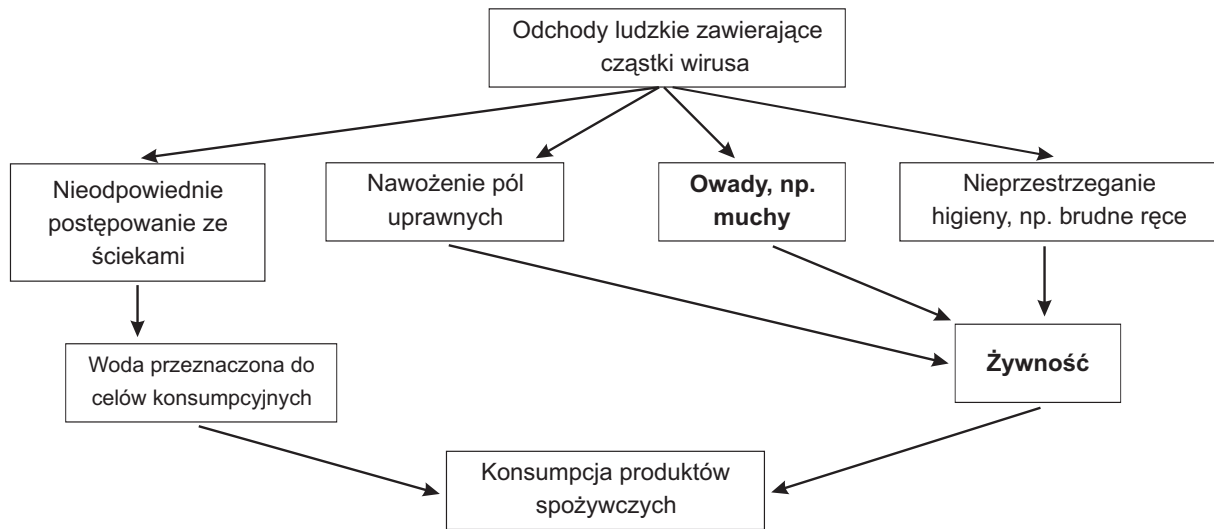 Odchody ludzkie zawierające
cząstki wirusa
Nieodpowiednie
postępowanie ze
ściekami
Nawożenie pól
uprawnych
Owady, np.
muchy
Nieprzestrzeganie
higieny, np. brudne ręce
Woda przeznaczona do
celów konsumpcyjnych
Żywność
Konsumpcja produktów
spożywczych